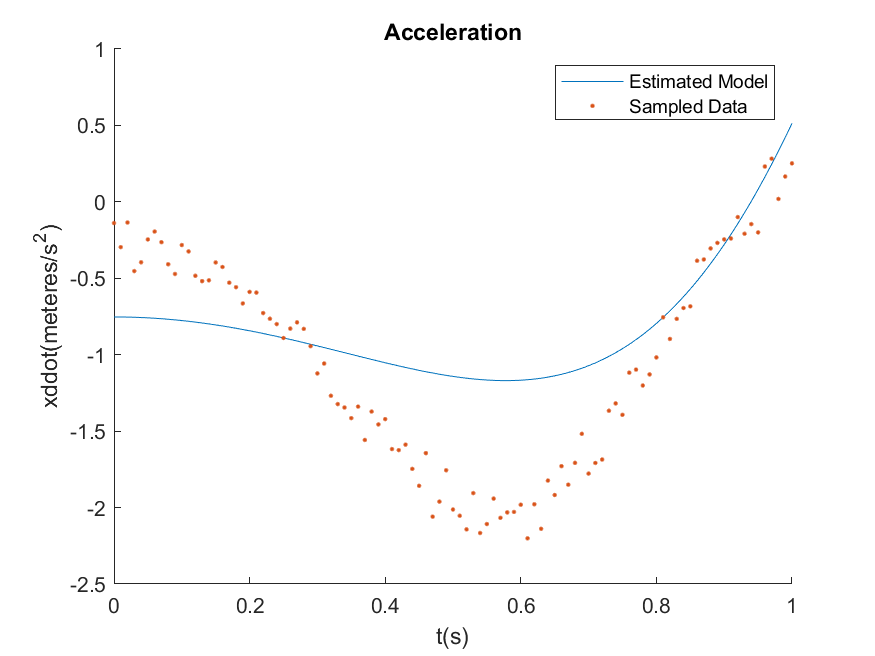 Acceleration
1
0.5
0
-0.5
-1
-1.5
-2
-2.5
xddot(meteres/s²)
Estimated Model
Sampled Data
0
0.2
0.4
0.6
0.8
1
t(s)